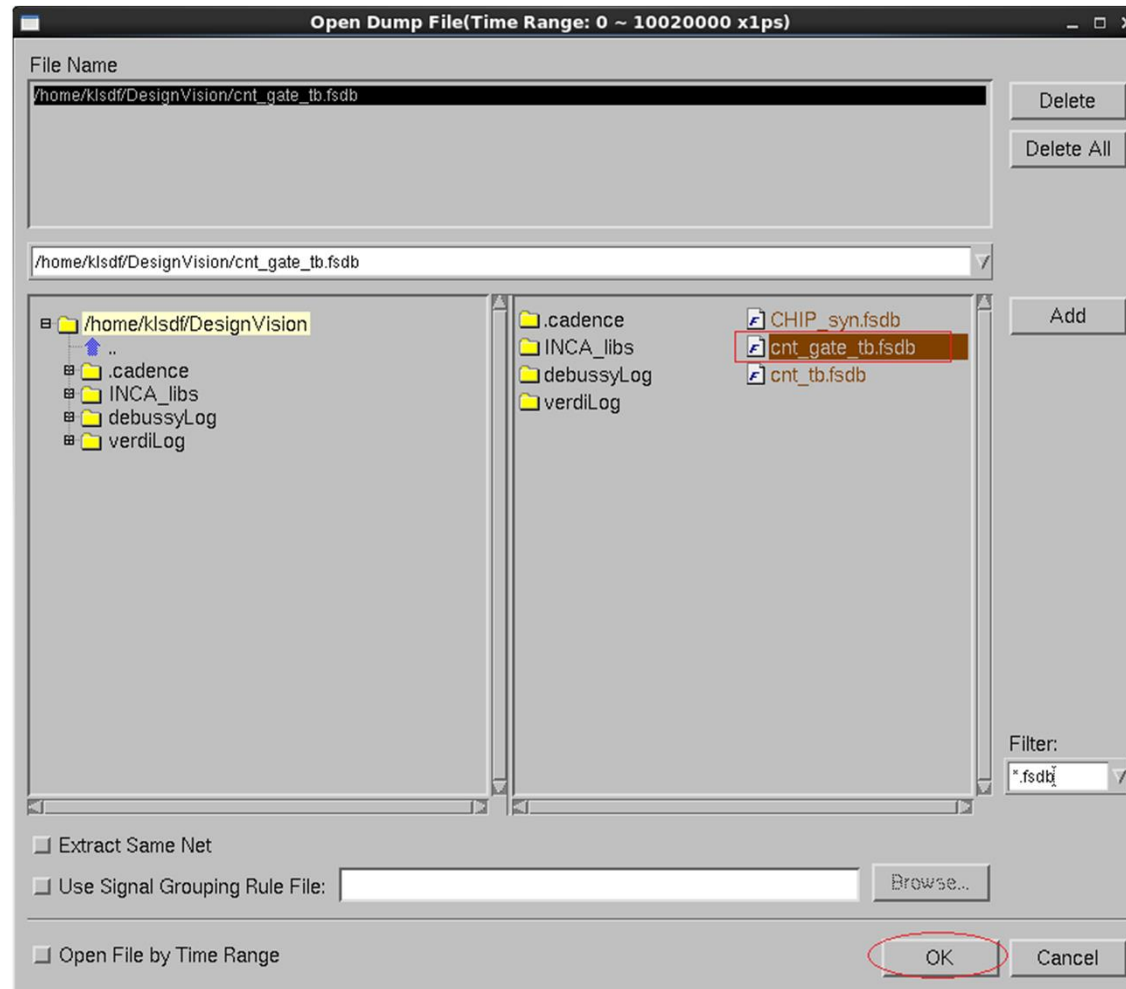 Open Dump File(Time Range: 0 ~ 10020000 x1ps)
File Name
/home/klsdf/DesignVision/cnt_gate_tb.fsdb
Delete
Delete All
/home/klsdf/DesignVision/cnt_gate_tb.fsdb
/home/klsdf/DesignVision
..
.cadence
INCA_libs
debussyLog
verdiLog
.cadence
INCA_libs
debussyLog
verdiLog
CHIP_syn.fsdb
cnt_gate_tb.fsdb
cnt_tb.fsdb
Add
Filter:
*.fsdb
Extract Same Net
Use Signal Grouping Rule File:
Browse...
Open File by Time Range
OK
Cancel